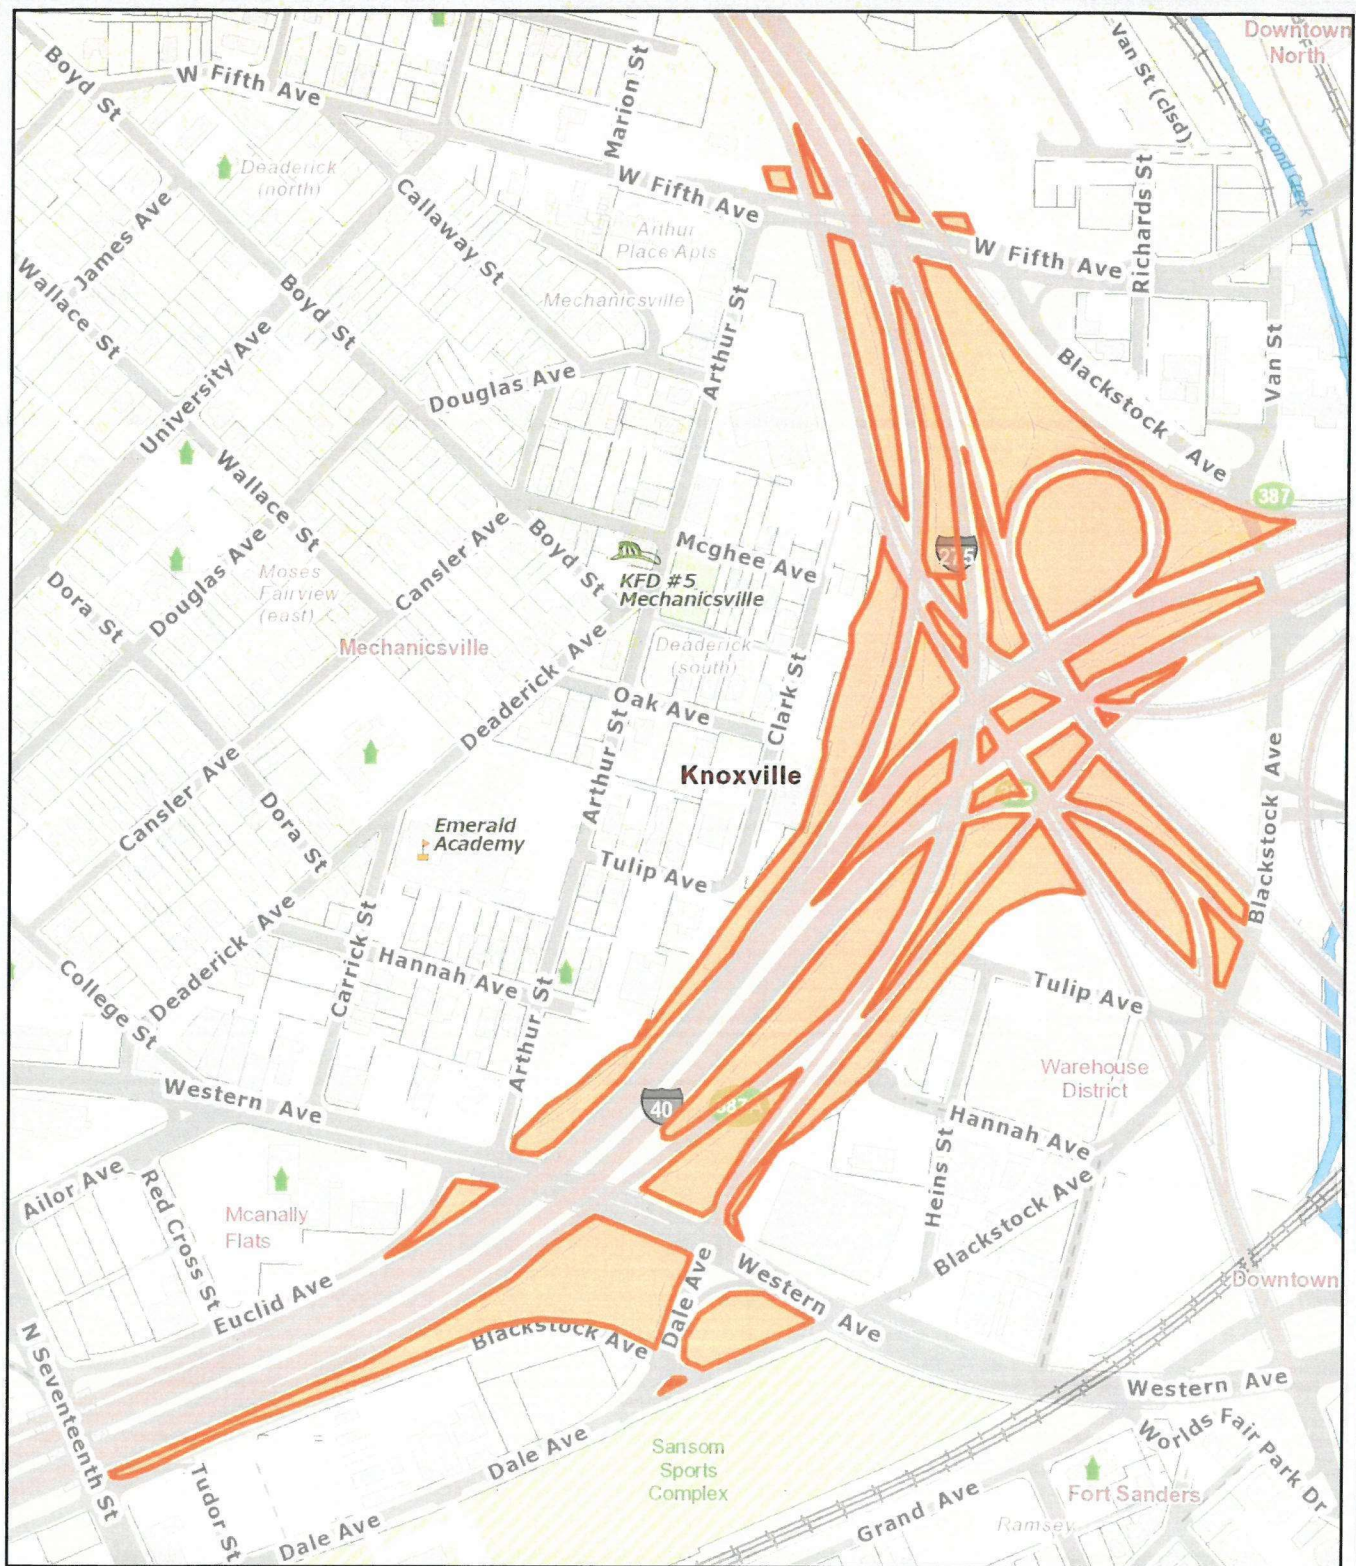 Downtown
North
Van St (clsd)
Boyd St
W Fifth Ave
Marion St
Second Creek
Deaderick
(north)
Callaway St
W Fifth Ave
Richards St
James Ave
Arthur
Place Apts
W Fifth Ave
Wallace St
Boyd St
Mechanicsville
Arthur St
University Ave
Blackstock Ave
Van St
Douglas Ave
Wallace St
387
Cansler Ave
Boyd St
Mcghee Ave
275
Douglas Ave
Moses
Fairview
(east)
KFD #5
Mechanicsville
Dora St
Mechanicsville
Deaderick
(south)
Deaderick Ave
Oak Ave
Clark St
Arthur St
Knoxville
Cansler Ave
Dora St
Blackstock Ave
Emerald
Academy
Tulip Ave
Carrick St
Deaderick Ave
Hannah Ave
College St
Arthur St
Tulip Ave
Warehouse
District
Western Ave
40
387A
Hannah Ave
Heins St
Blackstock Ave
Ailor Ave
Red Cross St
Mcanally
Flats
Euclid Ave
Dale Ave
Western Ave
Downtown
N Seventeenth St
Blackstock Ave
Western Ave
Worlds Fair Park Dr
Tudor St
Dale Ave
Sansom
Sports
Complex
Dale Ave
Grand Ave
Fort Sanders
Ramsey